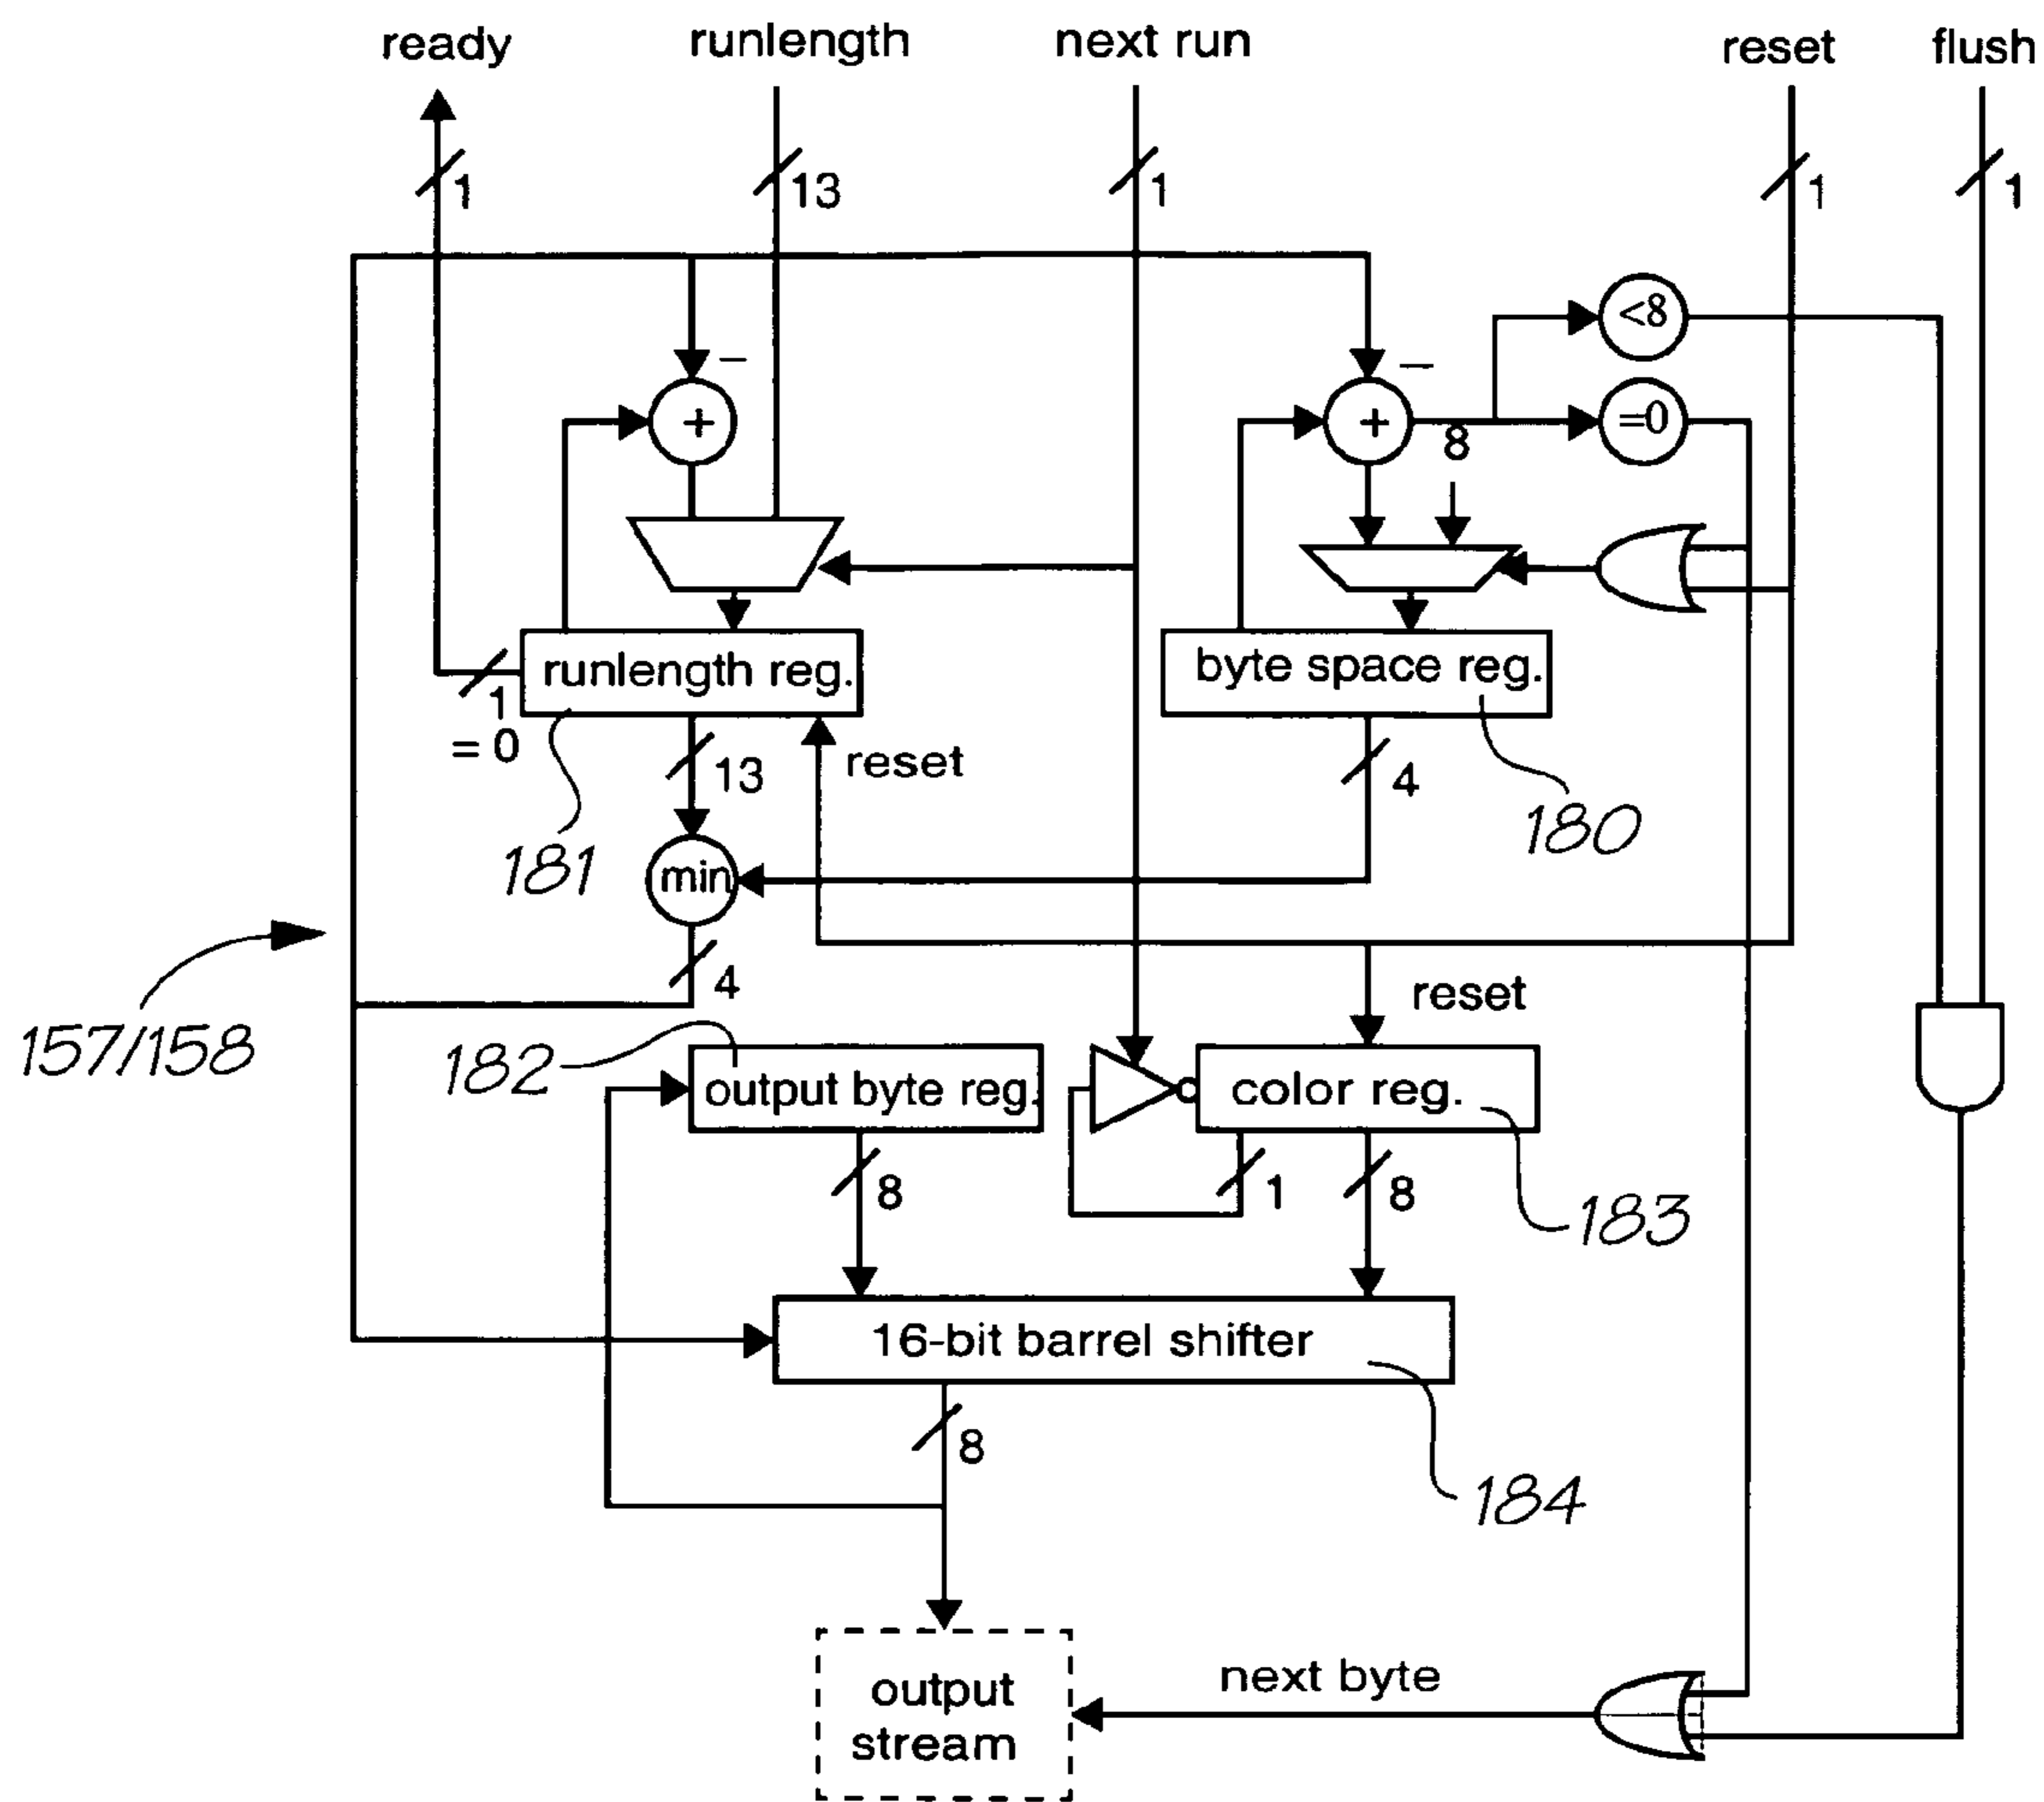 ready
runlength
next run
reset
flush
1
13
1
1
1
<8
−
−
+
+
8
=0
runlength reg.
byte space reg.
1
= 0
13
reset
4
180
181
min
4
reset
157/158
182
output byte reg.
color reg.
8
1
8
183
16-bit barrel shifter
8
184
next byte
output
stream